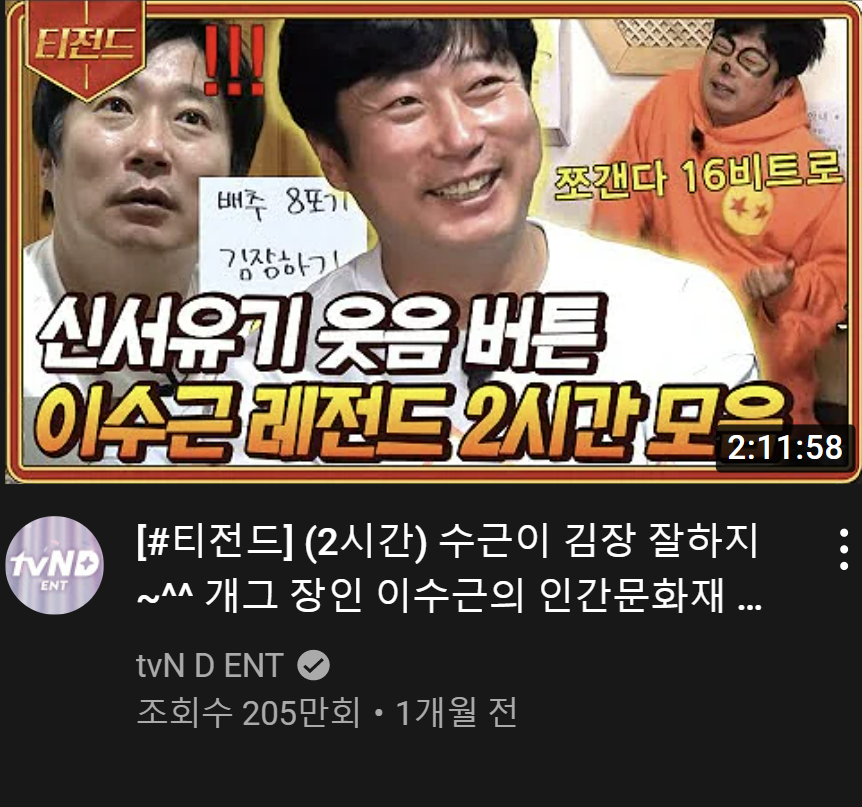 티전드
!!!
배추 8포기
김장하기
쪼갠다 16비트로
신서유기 웃음 버튼
이수근 레전드 2시간 모음
2:11:58
tvN D
ENT
[#티전드] (2시간) 수근이 김장 잘하지
~^^ 개그 장인 이수근의 인간문화재 ...
tvN D ENT
조회수 205만회 • 1개월 전